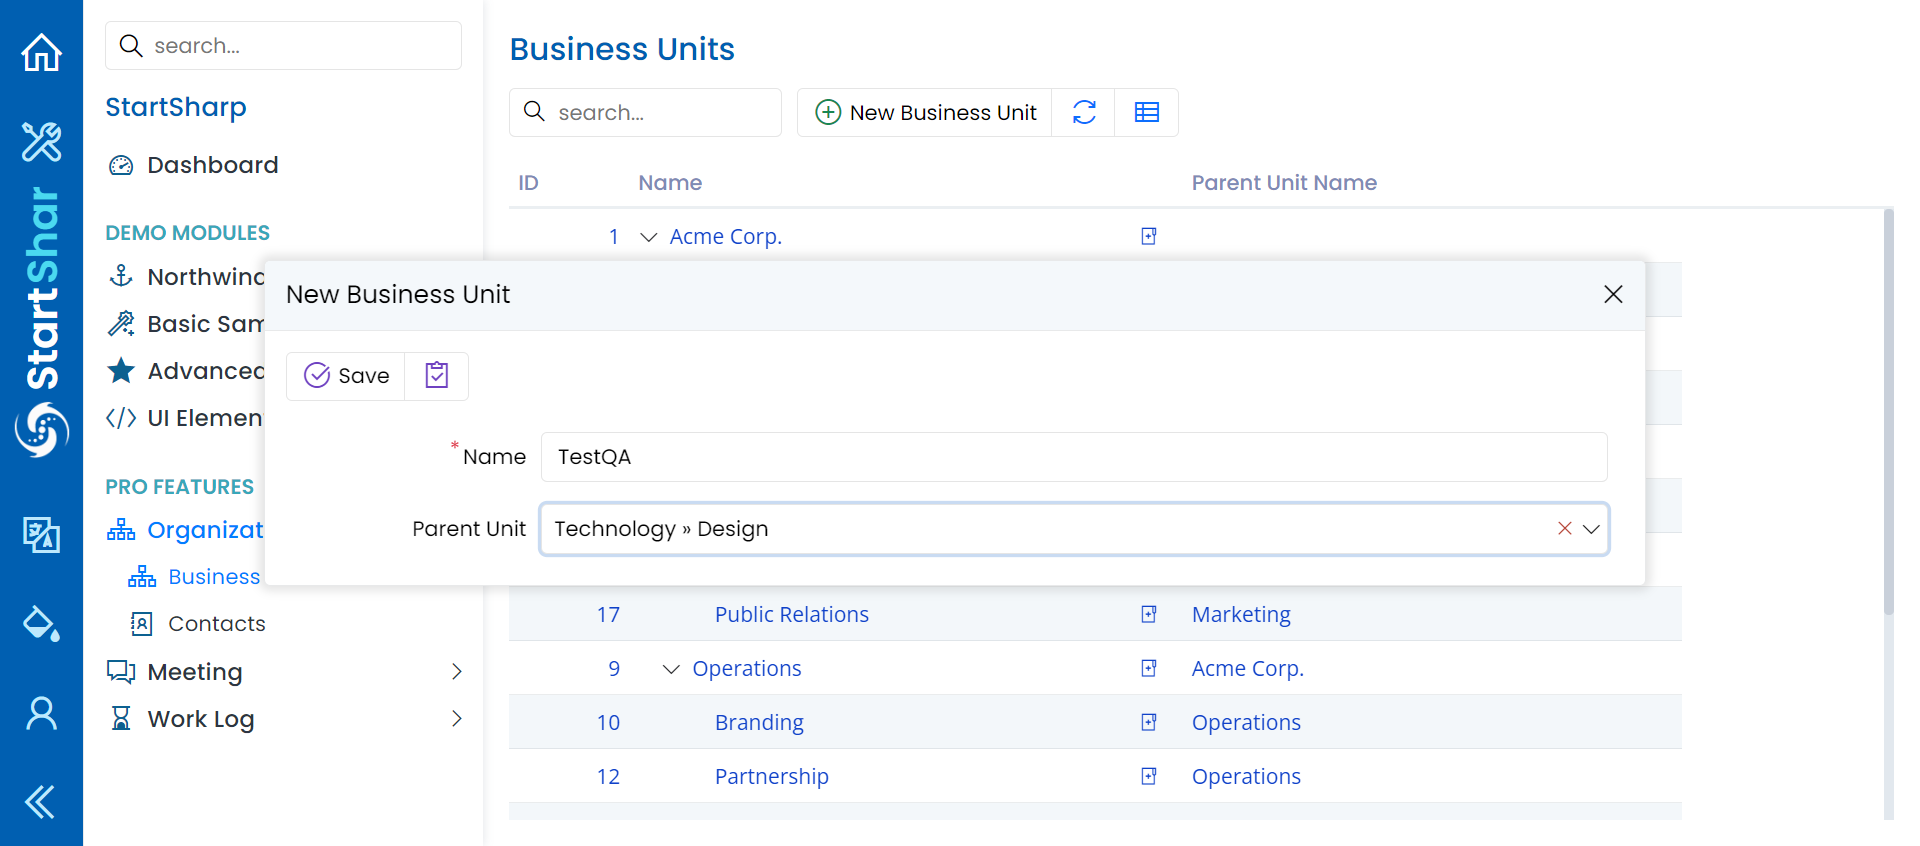 StartShar
search...
StartSharp
Dashboard
DEMO MODULES
Northwind
Basic Sam
Advanced
UI Elemen
PRO FEATURES
Organizat
Business
Contacts
Meeting
Work Log
Business Units
search...
New Business Unit
ID Name Parent Unit Name
1 Acme Corp.
New Business Unit
Save
* Name TestQA
Parent Unit Technology » Design
17 Public Relations Marketing
9 Operations Acme Corp.
10 Branding Operations
12 Partnership Operations